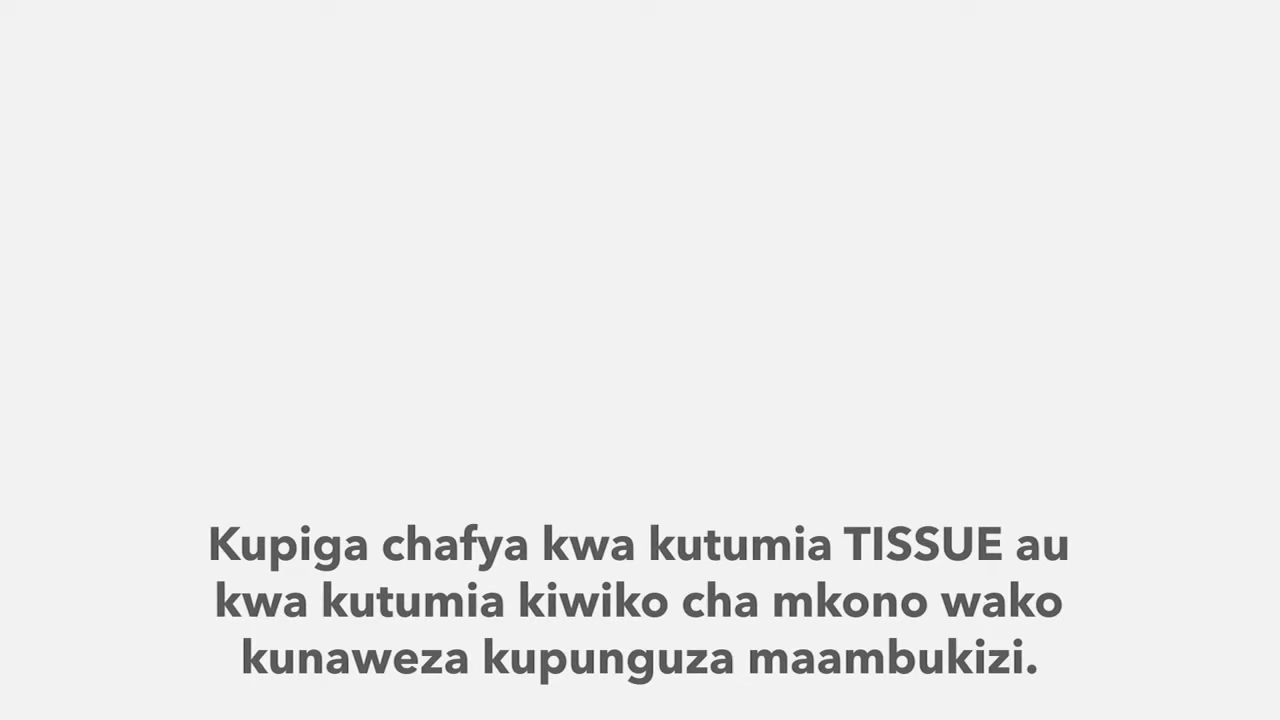 Kupiga chafya kwa kutumia TISSUE au
kwa kutumia kiwiko cha mkono wako
kunaweza kupunguza maambukizi.